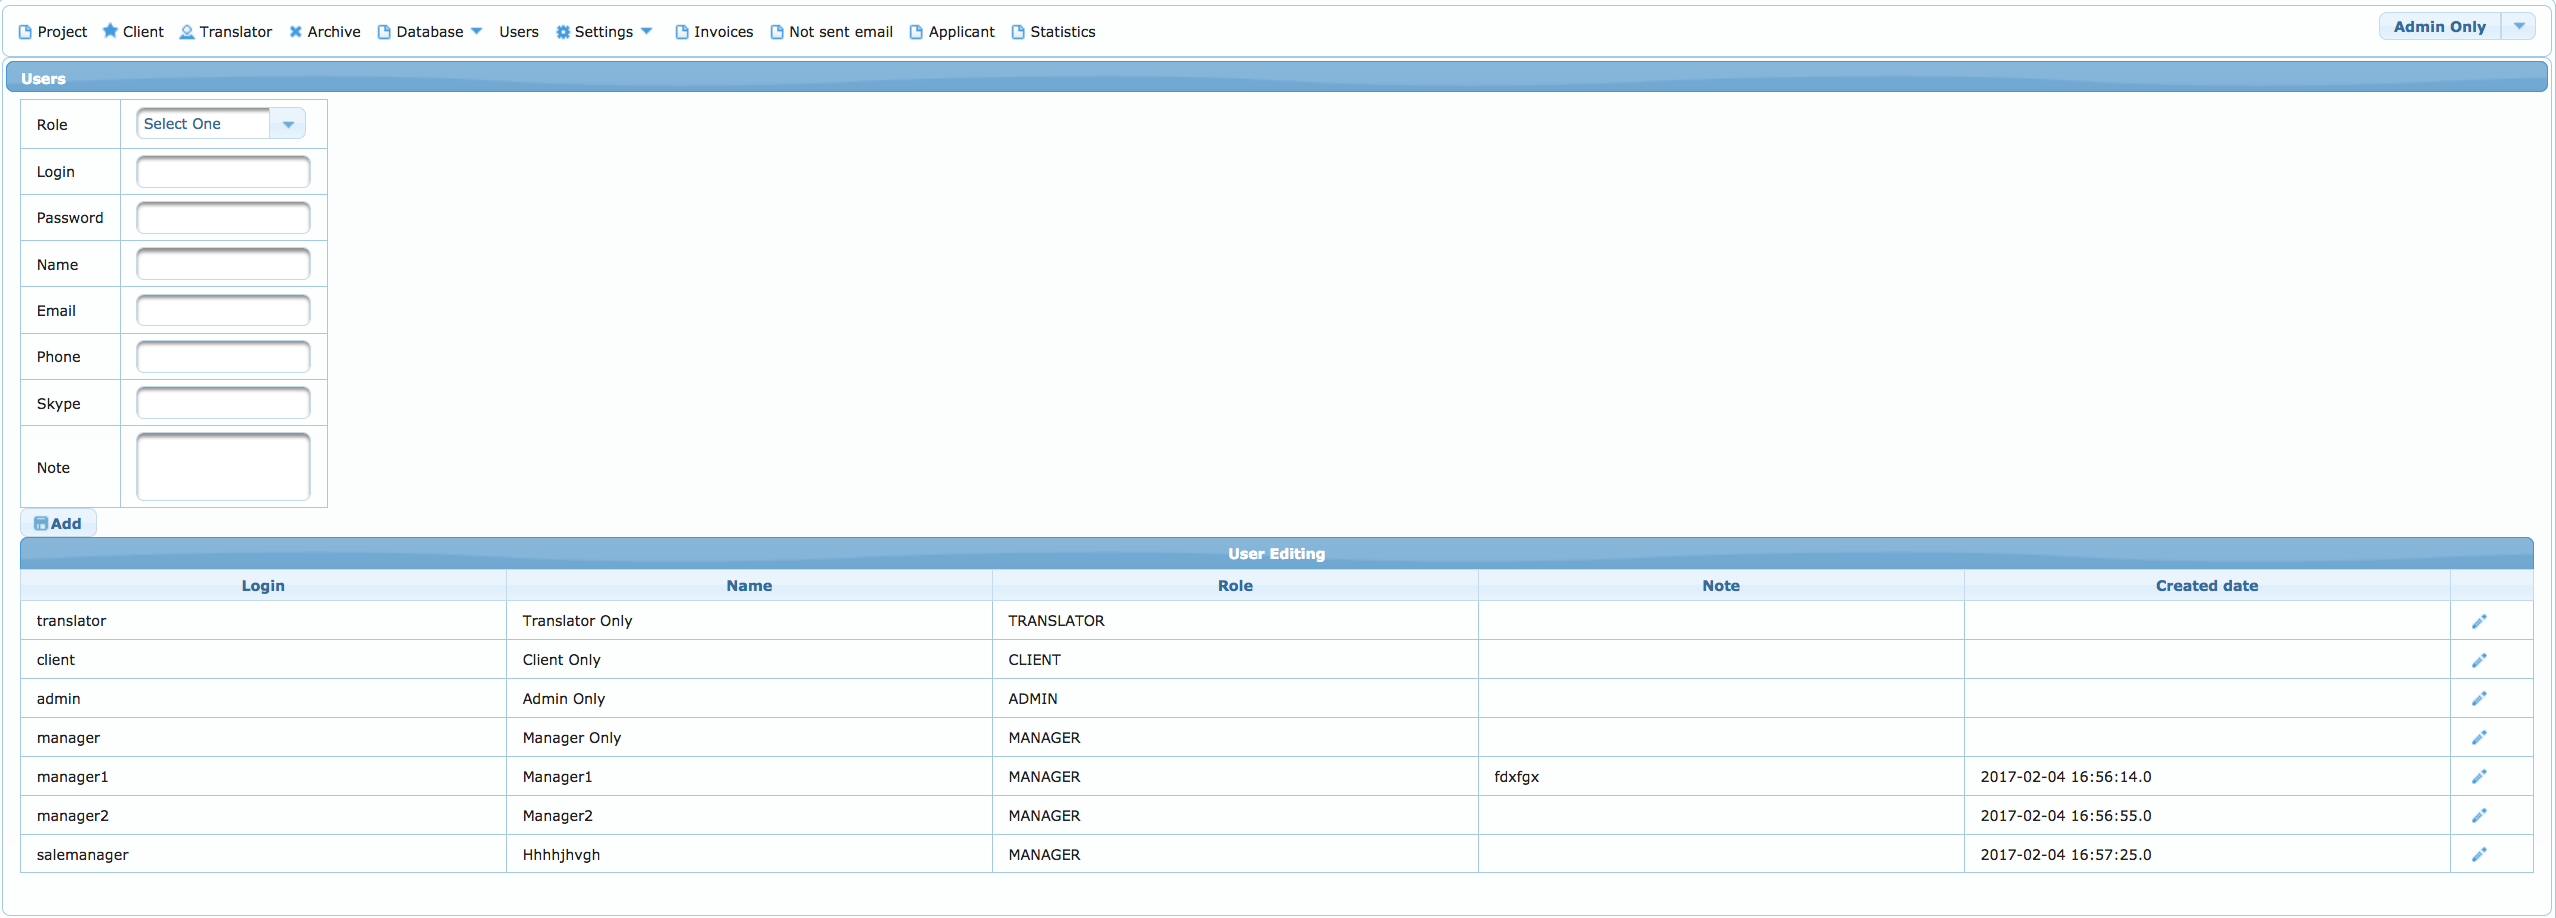 Project Client Translator Archive Database Users Settings Invoices Not sent email Applicant Statistics Admin Only
Users
Role Select One
Login
Password
Name
Email
Phone
Skype
Note
Add
User Editing
Login Name Role Note Created date
translator Translator Only TRANSLATOR
client Client Only CLIENT
admin Admin Only ADMIN
manager Manager Only MANAGER
manager1 Manager1 MANAGER fdxfgx 2017-02-04 16:56:14.0
manager2 Manager2 MANAGER 2017-02-04 16:56:55.0
salemanager Hhhhjhvgh MANAGER 2017-02-04 16:57:25.0